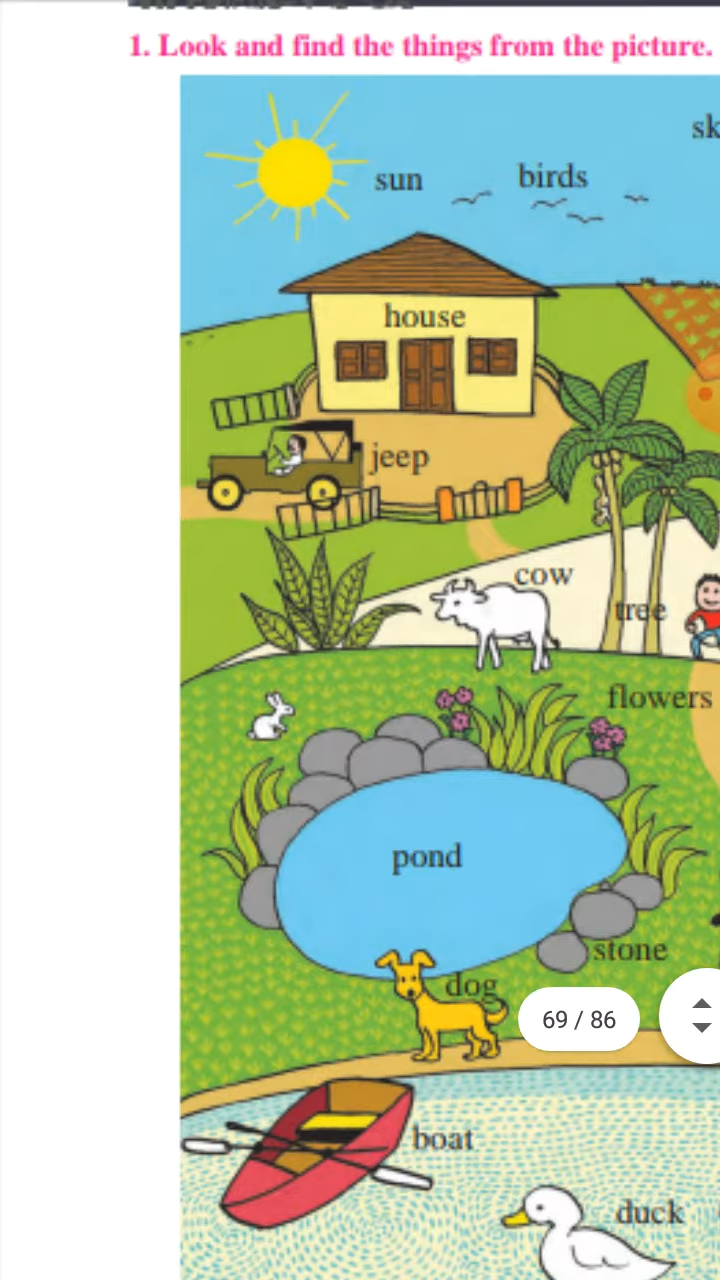 1. Look and find the things from the picture.
sk
sun
birds
house
jeep
cow
tree
flowers
pond
stone
dog
69 / 86
boat
duck